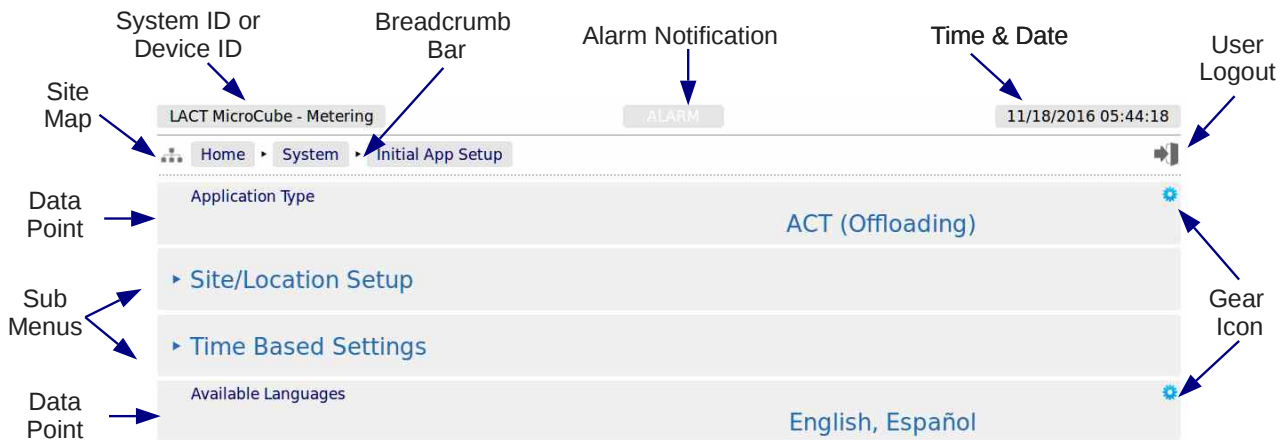 System ID or
Device ID
Breadcrumb
Bar
Alarm Notification
Time & Date
User
Logout
Site
Map
LACT MicroCube - Metering
ALARM
11/18/2016 05:44:18
Home ‣ System ‣ Initial App Setup
Data
Point
Application Type
ACT (Offloading)
‣ Site/Location Setup
Sub
Menus
Gear
Icon
‣ Time Based Settings
Data
Point
Available Languages
English, Español